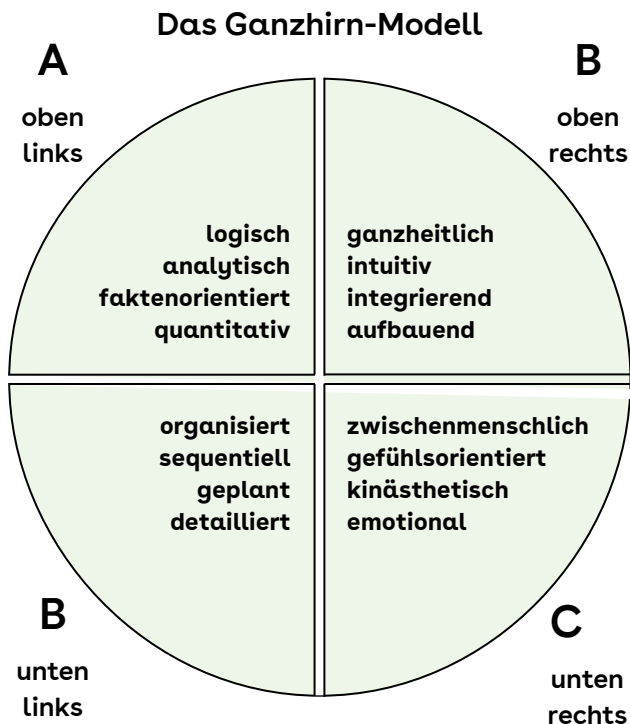 Das Ganzhirn-Modell
A
oben
links
B
oben
rechts
logisch
analytisch
faktenorientiert
quantitativ
ganzheitlich
intuitiv
integrierend
aufbauend
organisiert
sequentiell
geplant
detailliert
zwischenmenschlich
gefühlsorientiert
kinästhetisch
emotional
B
unten
links
C
unten
rechts